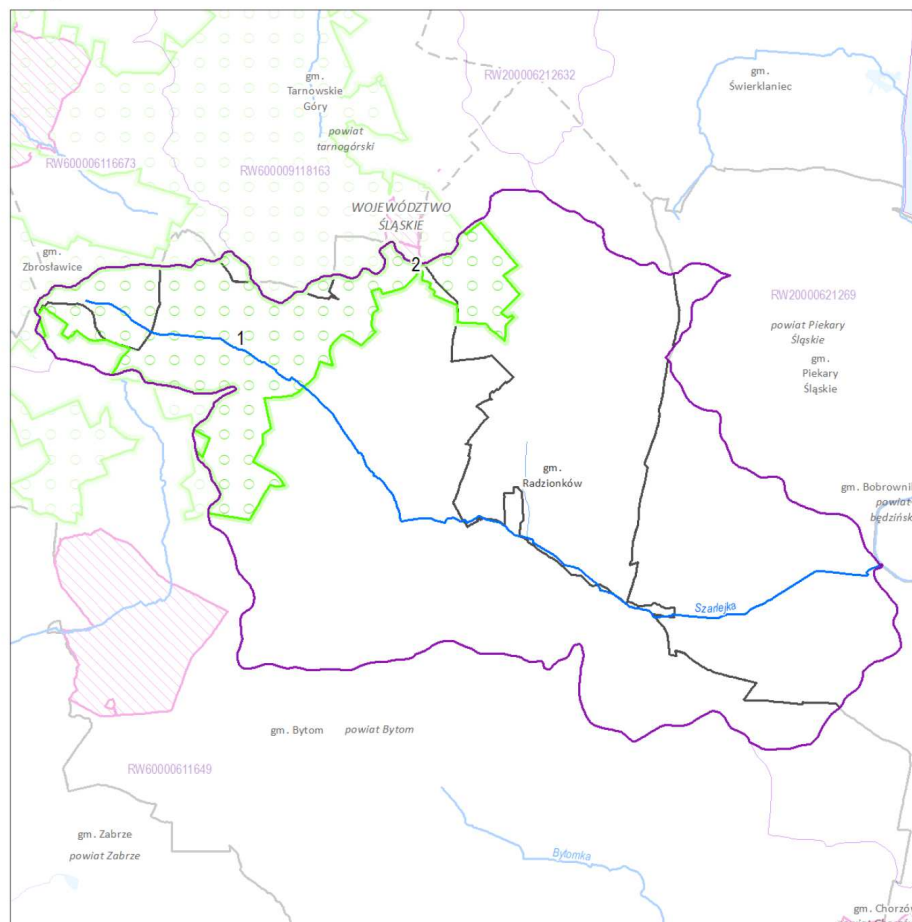 RW200006212632
gm.
Świerklaniec
gm.
Tarnowskie
Góry
powiat
tarnogórski
RW600006116673
RW600009118163
WOJEWÓDZTWO
ŚLĄSKIE
gm.
Zbrosławice
2
RW20000621269
powiat Piekary
Śląskie
gm.
Piekary
Śląskie
1
gm.
Radzionków
gm. Bobrowni
powiat
będzińsk
Szarlejka
gm. Bytom powiat Bytom
RW60000611649
gm. Zabrze
powiat Zabrze
Bytomka
gm. Chorzó